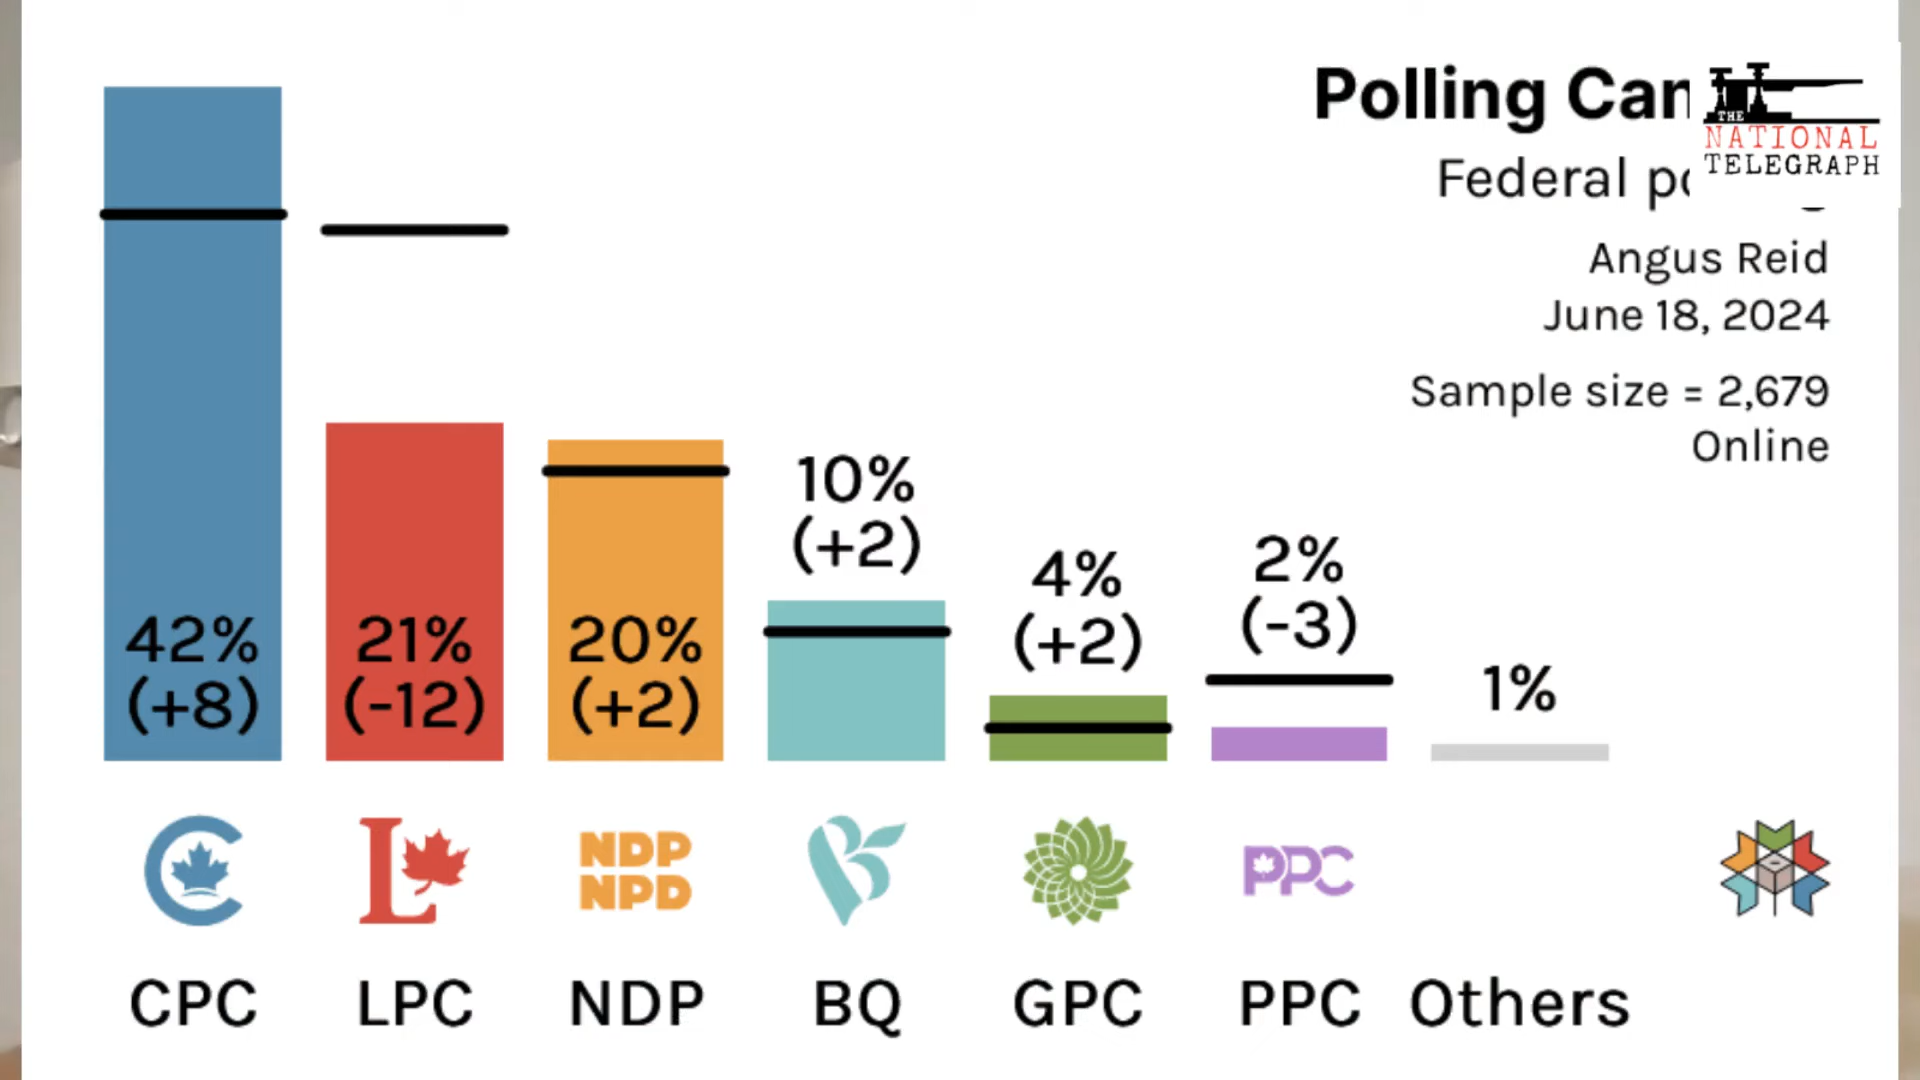 Polling Can
THE
NATIONAL
TELEGRAPH
Federal
Angus Reid
June 18, 2024
Sample size = 2,679
Online
42%
(+8)
21%
(-12)
20%
(+2)
10%
(+2)
4%
(+2)
2%
(-3)
1%
NDP
NPD
PPC
CPC LPC NDP BQ GPC PPC Others